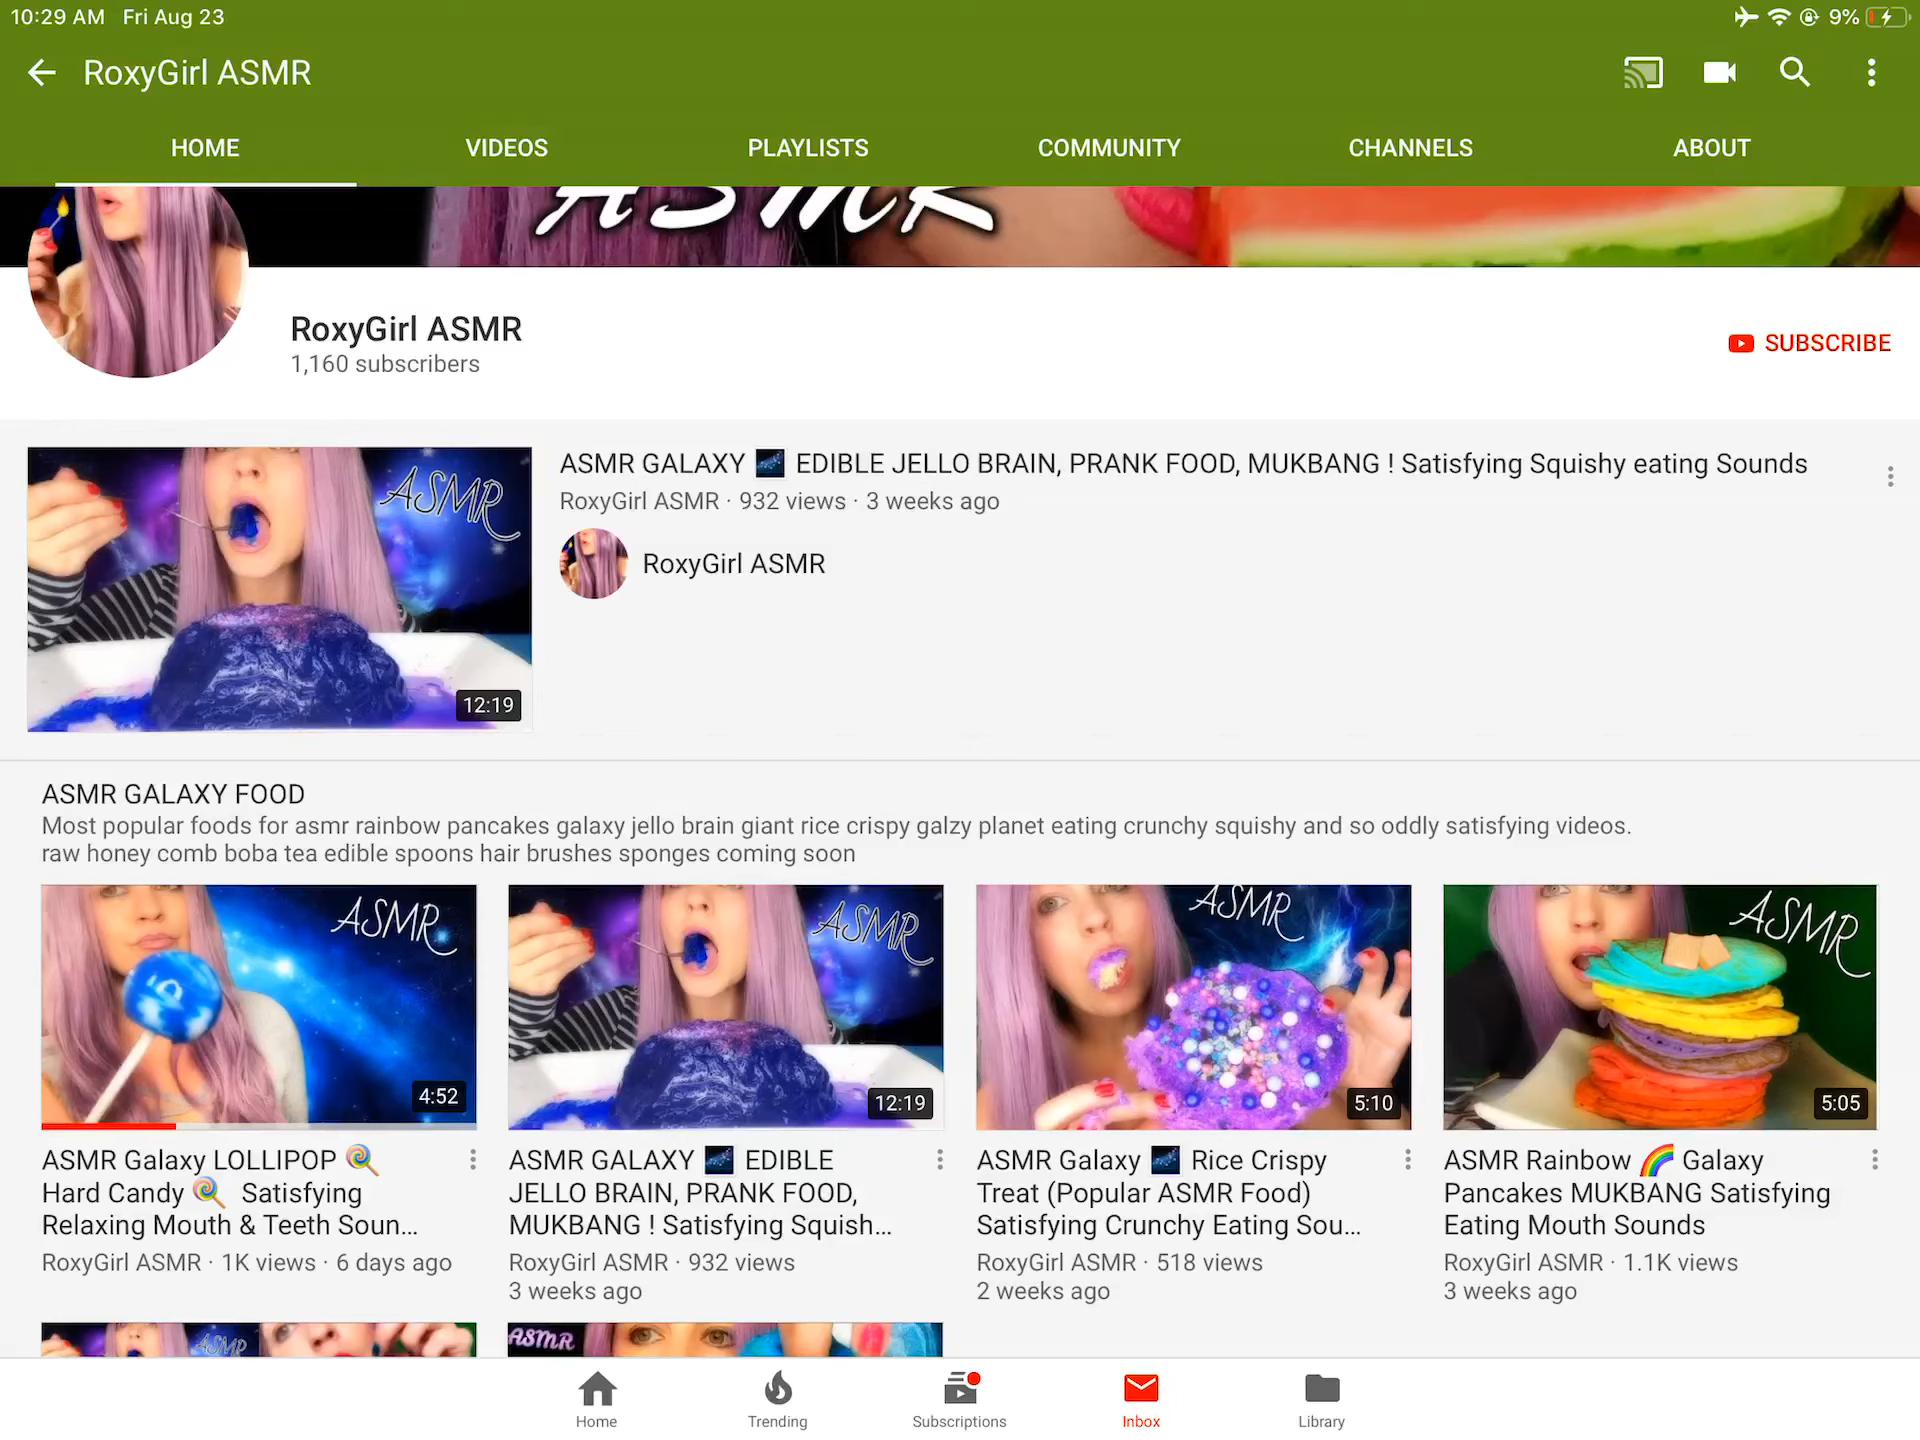 10:29 AM Fri Aug 23
9%
RoxyGirl ASMR
HOME VIDEOS PLAYLISTS COMMUNITY CHANNELS ABOUT
ASMR
RoxyGirl ASMR
1,160 subscribers
SUBSCRIBE
ASMR
12:19
ASMR GALAXY 🌌 EDIBLE JELLO BRAIN, PRANK FOOD, MUKBANG ! Satisfying Squishy eating Sounds
RoxyGirl ASMR · 932 views · 3 weeks ago
RoxyGirl ASMR
ASMR GALAXY FOOD
Most popular foods for asmr rainbow pancakes galaxy jello brain giant rice crispy galzy planet eating crunchy squishy and so oddly satisfying videos.
raw honey comb boba tea edible spoons hair brushes sponges coming soon
ASMR
4:52
ASMR Galaxy LOLLIPOP 🍭
Hard Candy 🍭 Satisfying
Relaxing Mouth & Teeth Soun...
RoxyGirl ASMR · 1K views · 6 days ago
ASMR
12:19
ASMR GALAXY 🌌 EDIBLE
JELLO BRAIN, PRANK FOOD,
MUKBANG ! Satisfying Squish...
RoxyGirl ASMR · 932 views
3 weeks ago
ASMR
5:10
ASMR Galaxy 🌌 Rice Crispy
Treat (Popular ASMR Food)
Satisfying Crunchy Eating Sou...
RoxyGirl ASMR · 518 views
2 weeks ago
ASMR
5:05
ASMR Rainbow 🌈 Galaxy
Pancakes MUKBANG Satisfying
Eating Mouth Sounds
RoxyGirl ASMR · 1.1K views
3 weeks ago
ASMR
ASMR
Home Trending Subscriptions Inbox Library